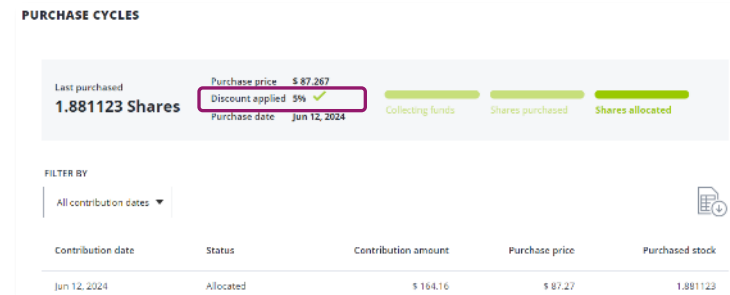 PURCHASE CYCLES
Last purchased
1.881123 Shares
Purchase price $ 87.267
Discount applied 5%
Purchase date Jun 12, 2024
Collecting funds
Shares purchased
Shares allocated
FILTER BY
All contribution dates
Contribution date Status Contribution amount Purchase price Purchased stock
Jun 12, 2024 Allocated $ 164.16 $ 87.27 1.881123